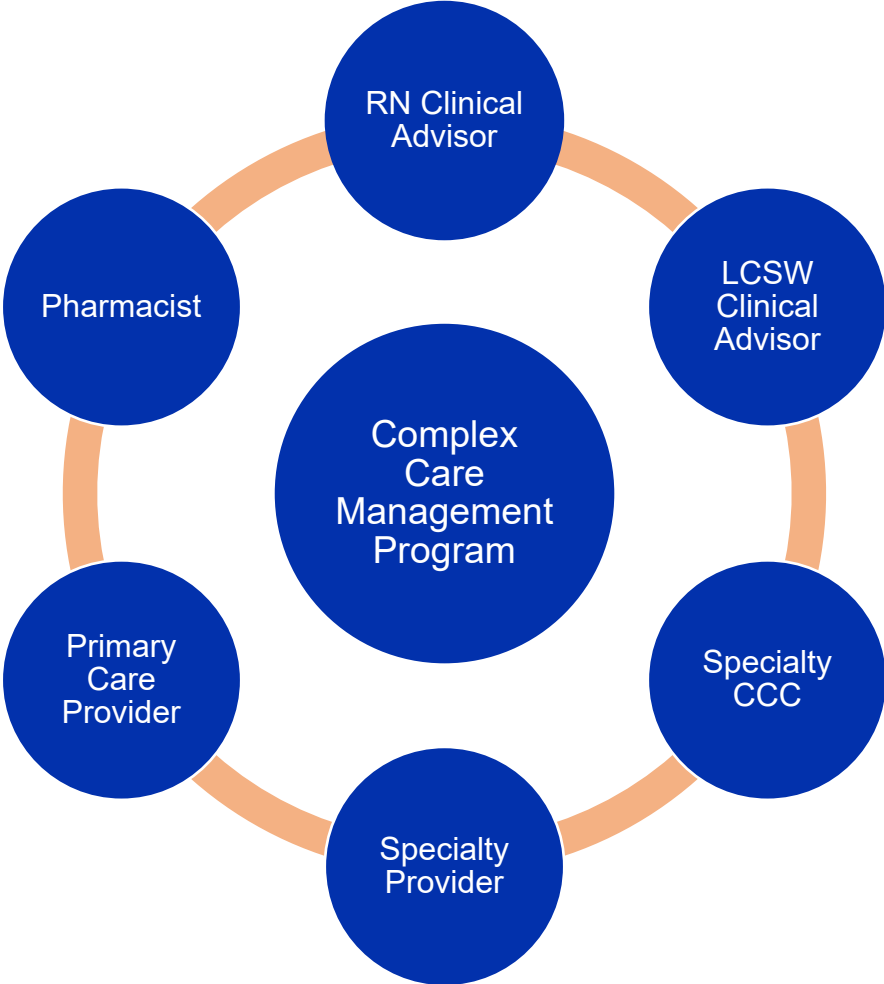 RN Clinical
Advisor
LCSW
Clinical
Advisor
Pharmacist
Complex
Care
Management
Program
Primary
Care
Provider
Specialty
CCC
Specialty
Provider